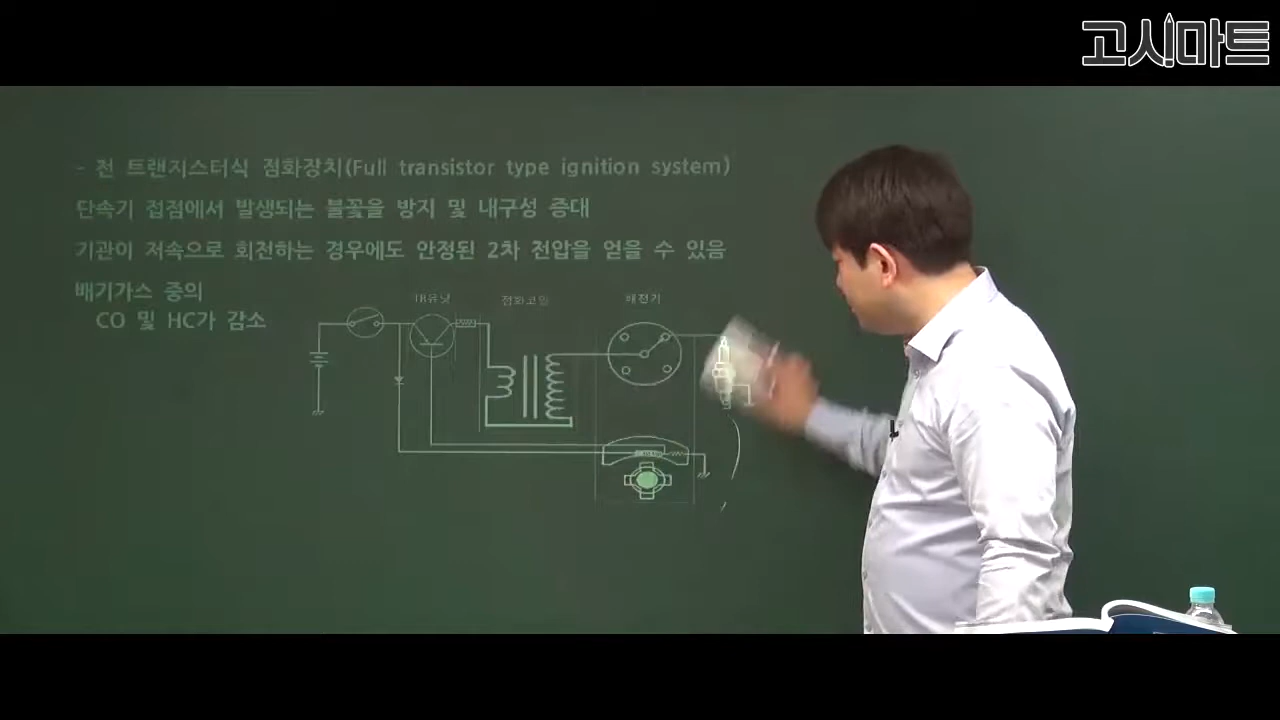 고시마트
- 전 트랜지스터식 점화장치(Full transistor type ignition system)
단속기 접점에서 발생되는 불꽃을 방지 및 내구성 증대
기관이 저속으로 회전하는 경우에도 안정된 2차 전압을 얻을 수 있음
배기가스 중의
CO 및 HC가 감소
TR유닛
점화코일
배전기